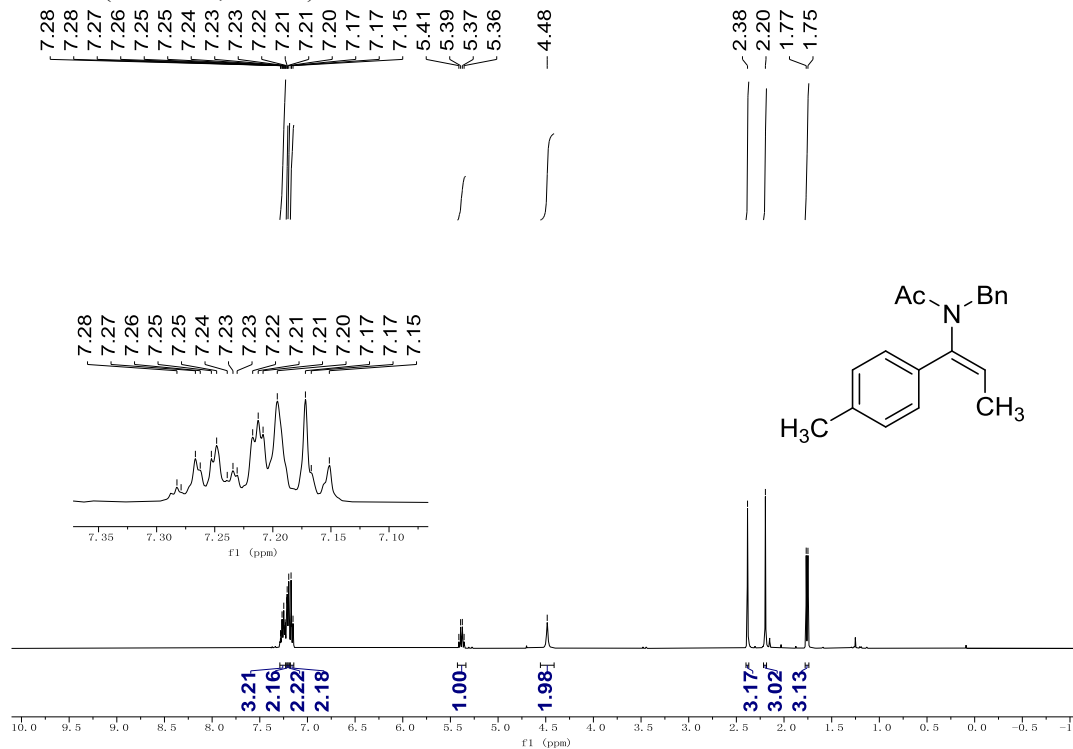 7.28 7.28 7.27 7.26 7.25 7.25 7.24 7.23 7.23 7.22 7.21 7.21 7.20 7.17 7.17 7.15 5.41 5.39 5.37 5.36 4.48 2.38 2.20 1.77 1.75
7.28 7.27 7.26 7.25 7.25 7.24 7.23 7.23 7.22 7.21 7.21 7.20 7.17 7.17 7.15
Ac N Bn
CH₃
H₃C
7.35 7.30 7.25 7.20 7.15 7.10
f1 (ppm)
3.21 2.16 2.22 2.18 1.00 1.98 3.17 3.02 3.13
10.0 9.5 9.0 8.5 8.0 7.5 7.0 6.5 6.0 5.5 5.0 4.5 4.0 3.5 3.0 2.5 2.0 1.5 1.0 0.5 0.0 -0.5
f1 (ppm)